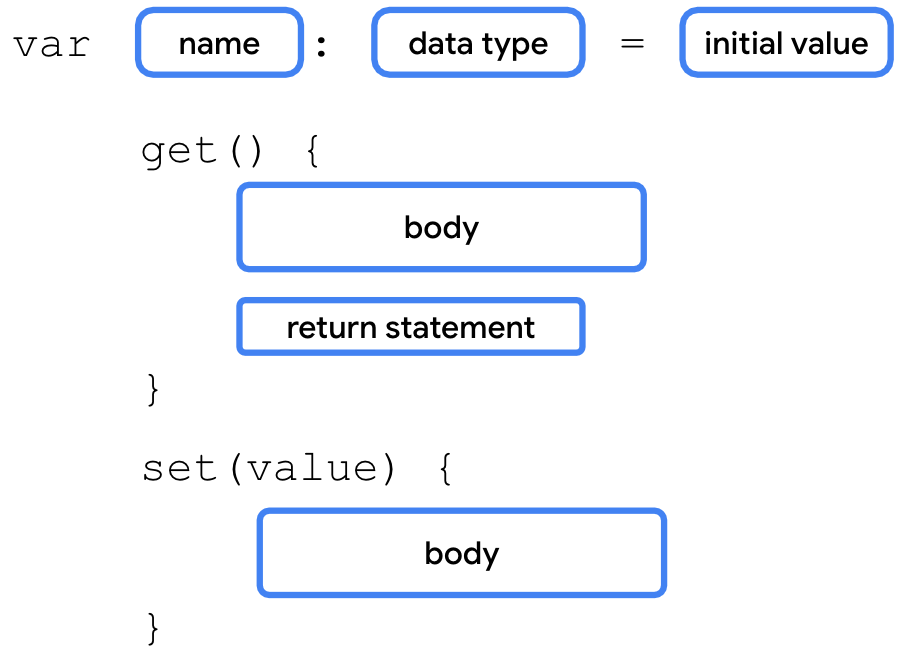 var name : data type = initial value
get() {
body
return statement
}
set(value) {
body
}